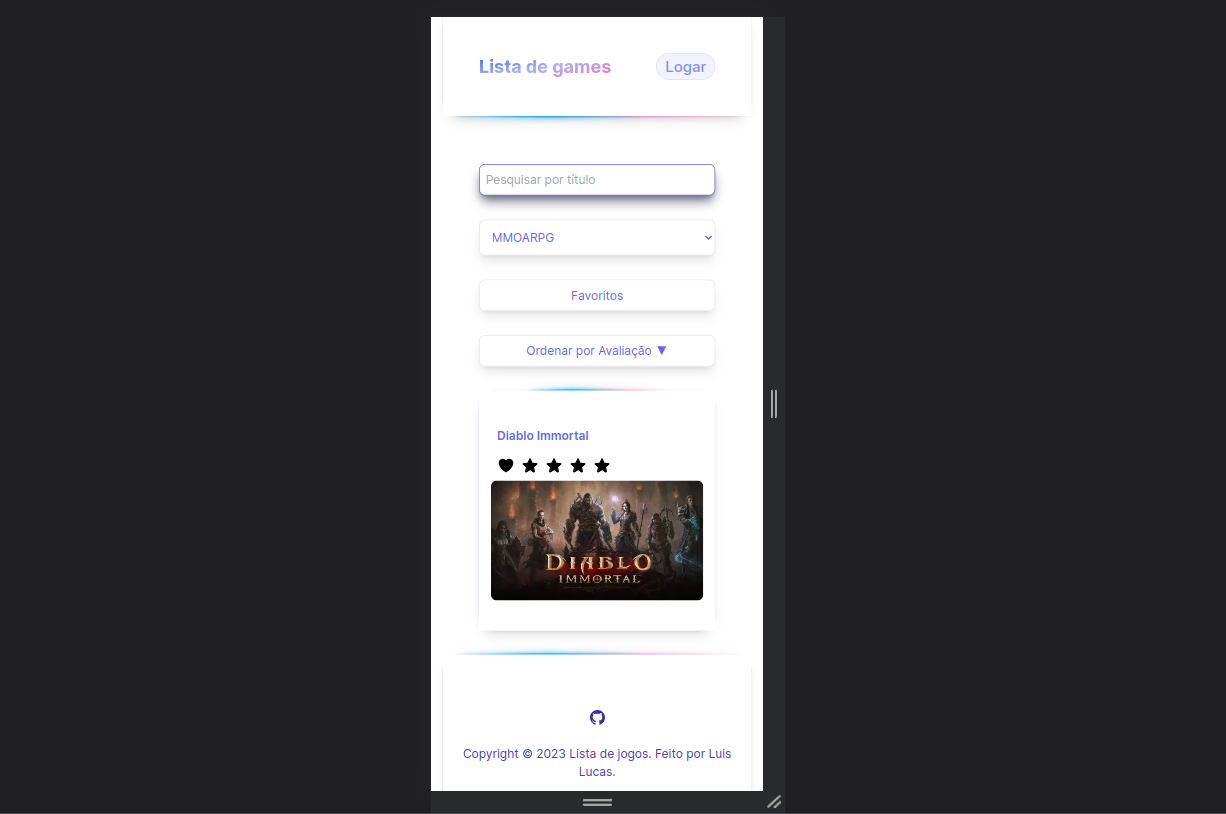 Lista de games
Logar
Pesquisar por título
MMOARPG
Favoritos
Ordenar por Avaliação ▼
Diablo Immortal
DIABLO
IMMORTAL
Copyright © 2023 Lista de jogos. Feito por Luis
Lucas.